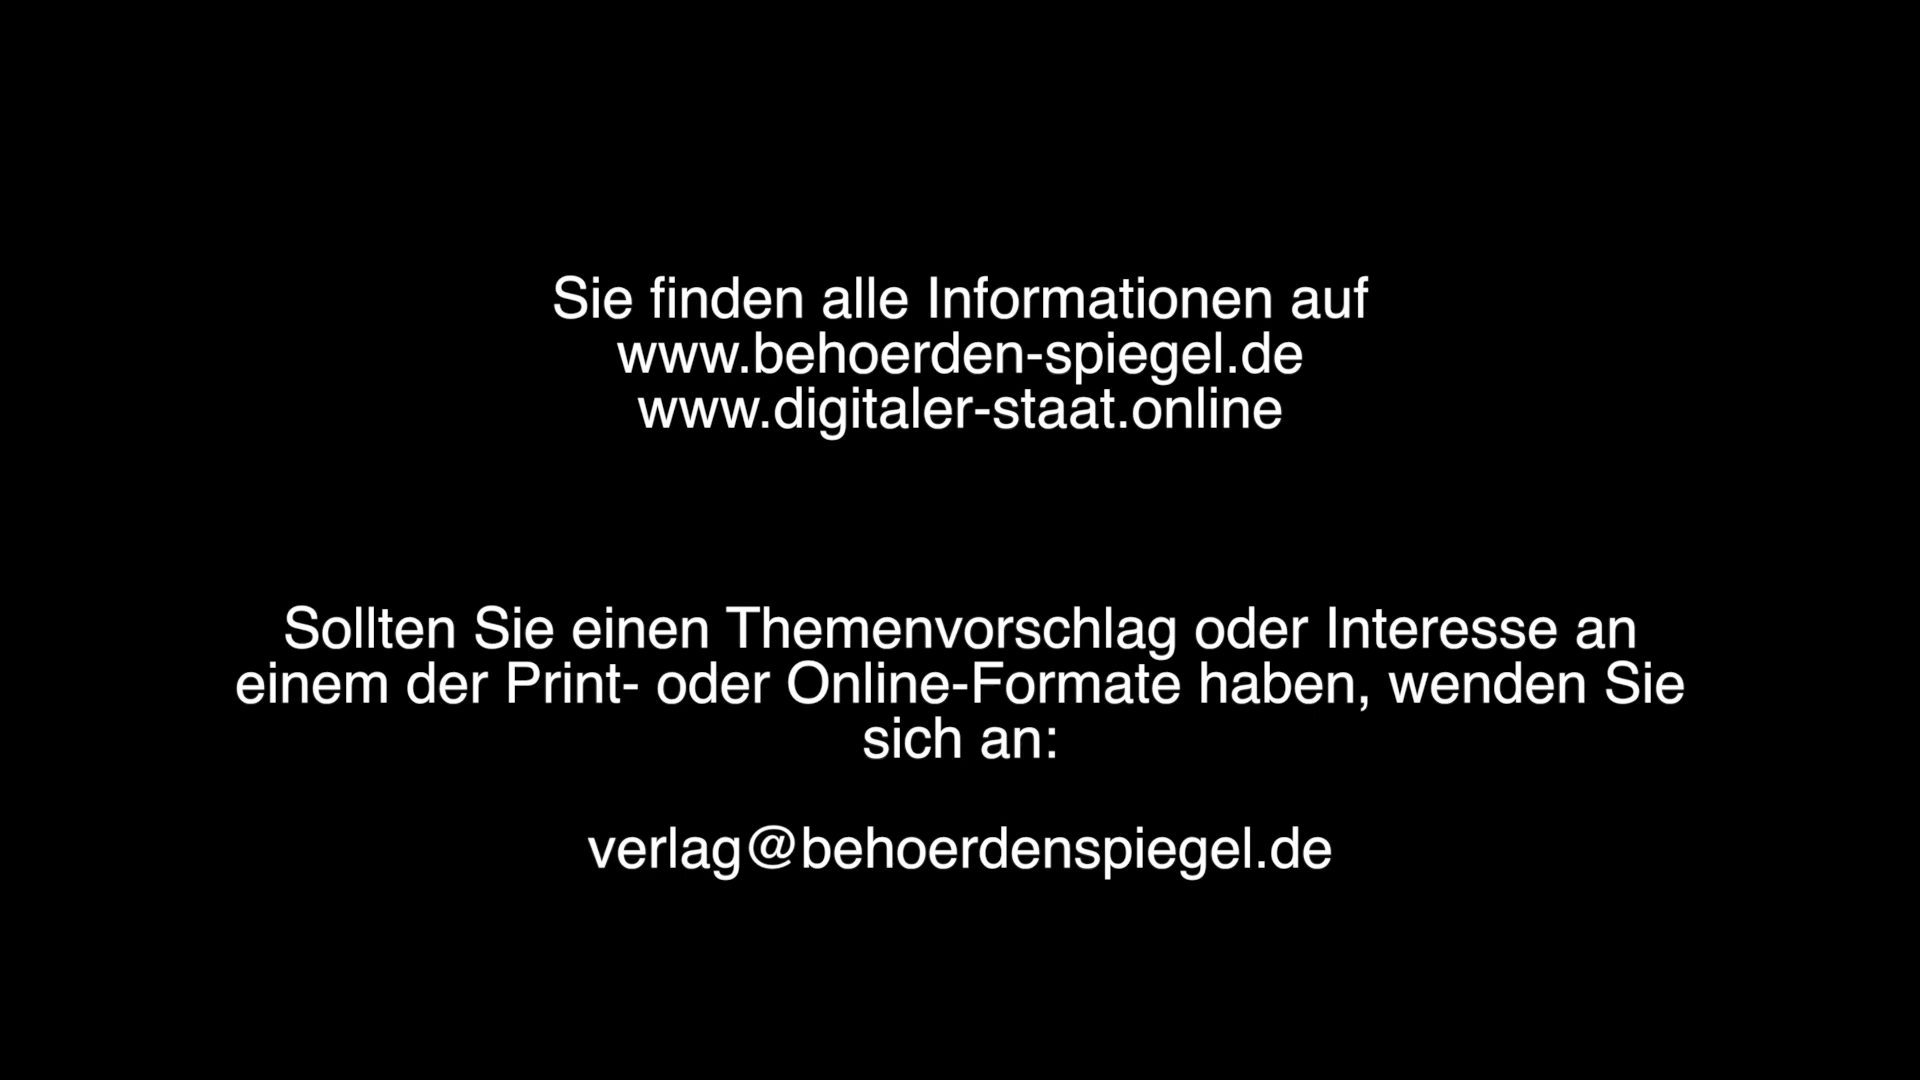 Sie finden alle Informationen auf
www.behoerden-spiegel.de
www.digitaler-staat.online
Sollten Sie einen Themenvorschlag oder Interesse an
einem der Print- oder Online-Formate haben, wenden Sie
sich an:
verlag@behoerdenspiegel.de